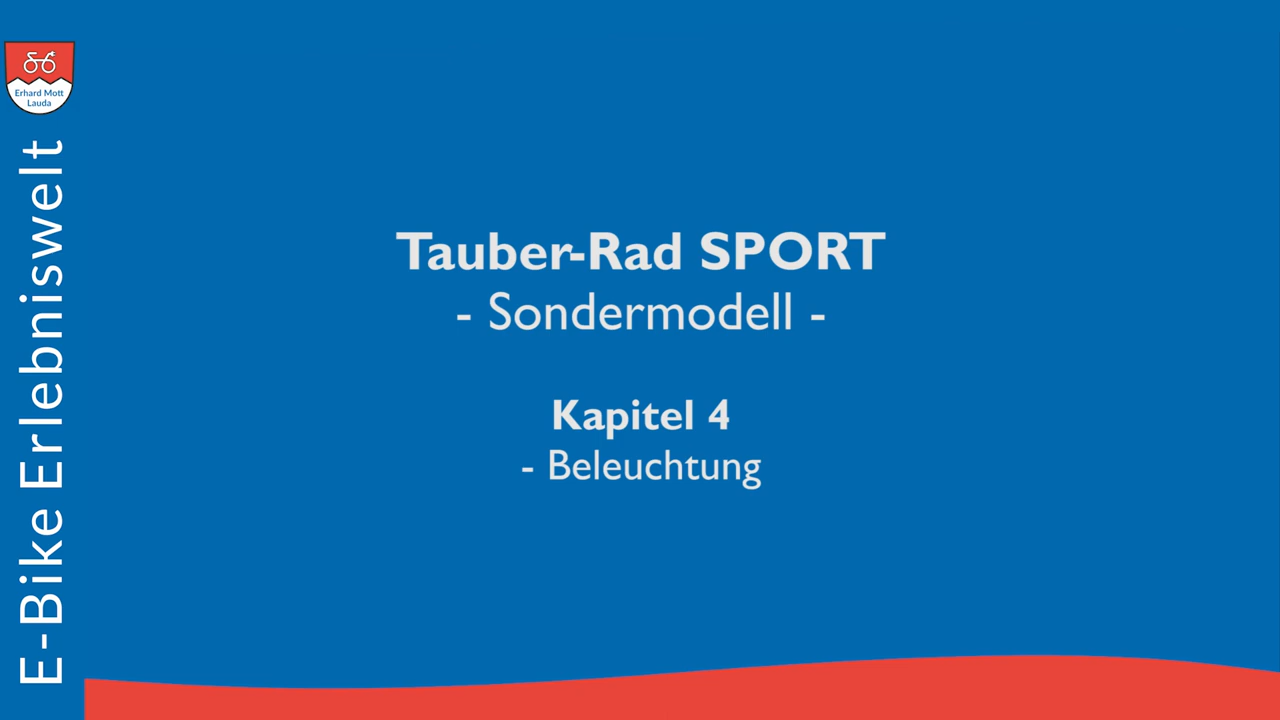 Erhard Mott
Lauda
E-Bike Erlebniswelt
Tauber-Rad SPORT
- Sondermodell -
Kapitel 4
- Beleuchtung